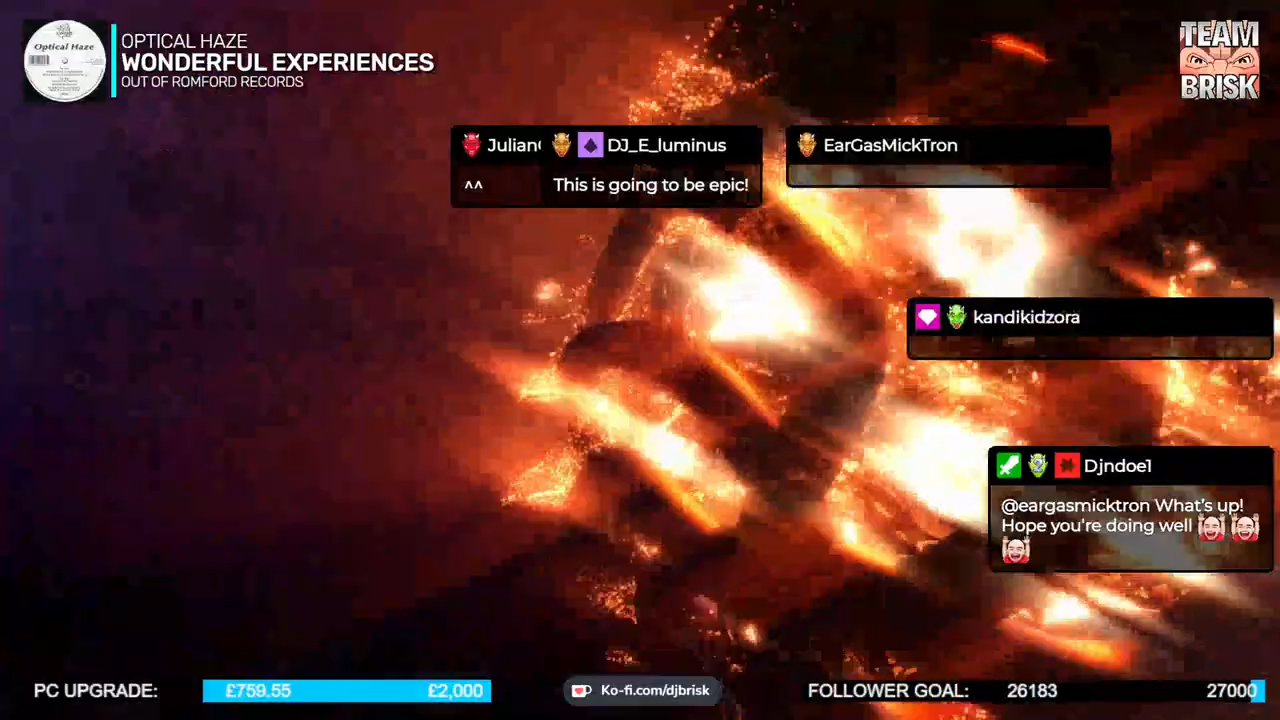 OPTICAL HAZE
WONDERFUL EXPERIENCES
OUT OF ROMFORD RECORDS
Optical Haze
TEAM
BRISK
Julian
^^
DJ_E_luminus
This is going to be epic!
EarGasMickTron
kandikidzora
Djndoe1
@eargasmicktron What's up!
Hope you're doing well
PC UPGRADE: £759.55 £2,000
Ko-fi.com/djbrisk
FOLLOWER GOAL: 26183 27000